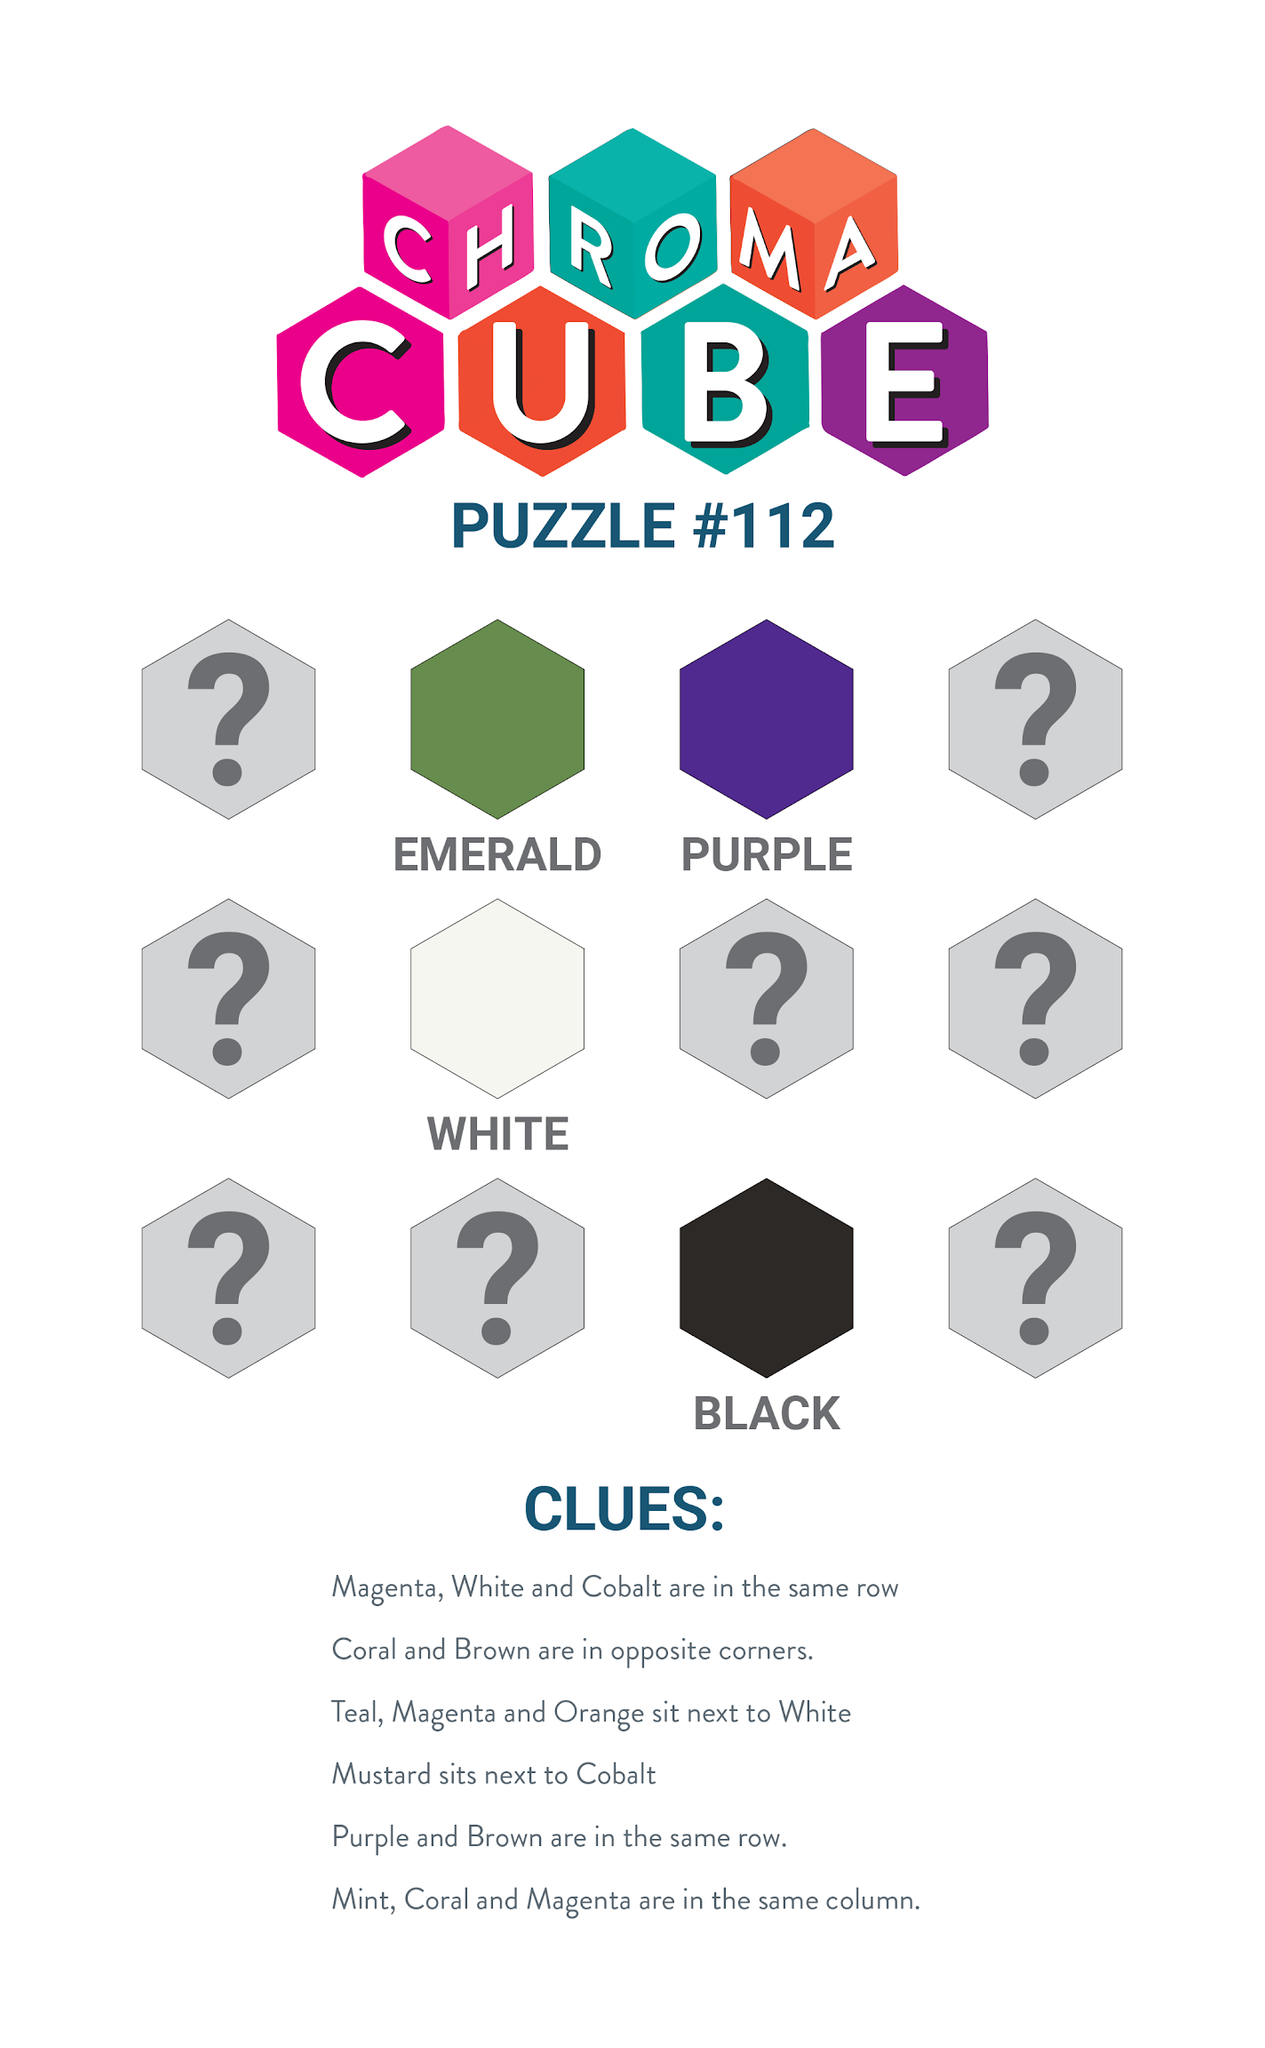 CHROMA
CUBE
PUZZLE #112
?
?
EMERALD
PURPLE
?
?
?
WHITE
?
?
?
BLACK
CLUES:
Magenta, White and Cobalt are in the same row
Coral and Brown are in opposite corners.
Teal, Magenta and Orange sit next to White
Mustard sits next to Cobalt
Purple and Brown are in the same row.
Mint, Coral and Magenta are in the same column.